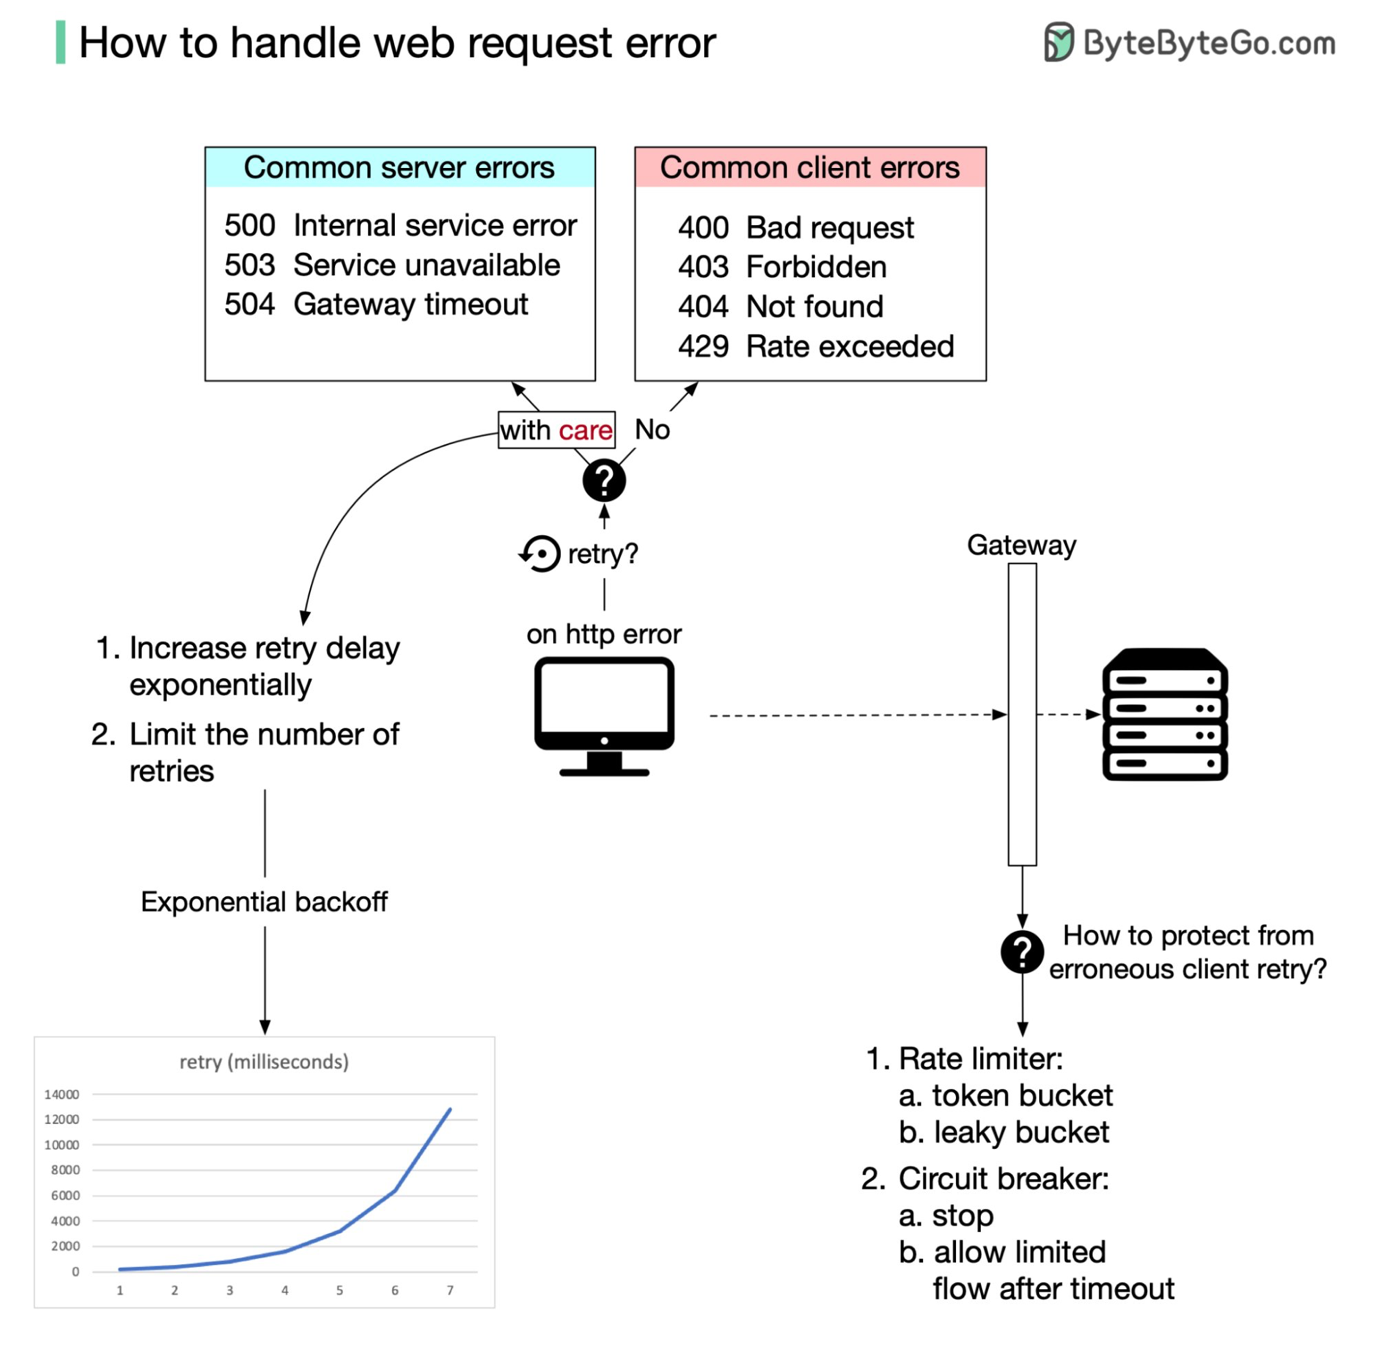 How to handle web request error
ByteByteGo.com
Common server errors
500 Internal service error
503 Service unavailable
504 Gateway timeout
Common client errors
400 Bad request
403 Forbidden
404 Not found
429 Rate exceeded
with care
No
?
retry?
on http error
Gateway
1. Increase retry delay
exponentially
2. Limit the number of
retries
Exponential backoff
?
How to protect from
erroneous client retry?
1. Rate limiter:
a. token bucket
b. leaky bucket
2. Circuit breaker:
a. stop
b. allow limited
flow after timeout
retry (milliseconds)
14000
12000
10000
8000
6000
4000
2000
0
1 2 3 4 5 6 7